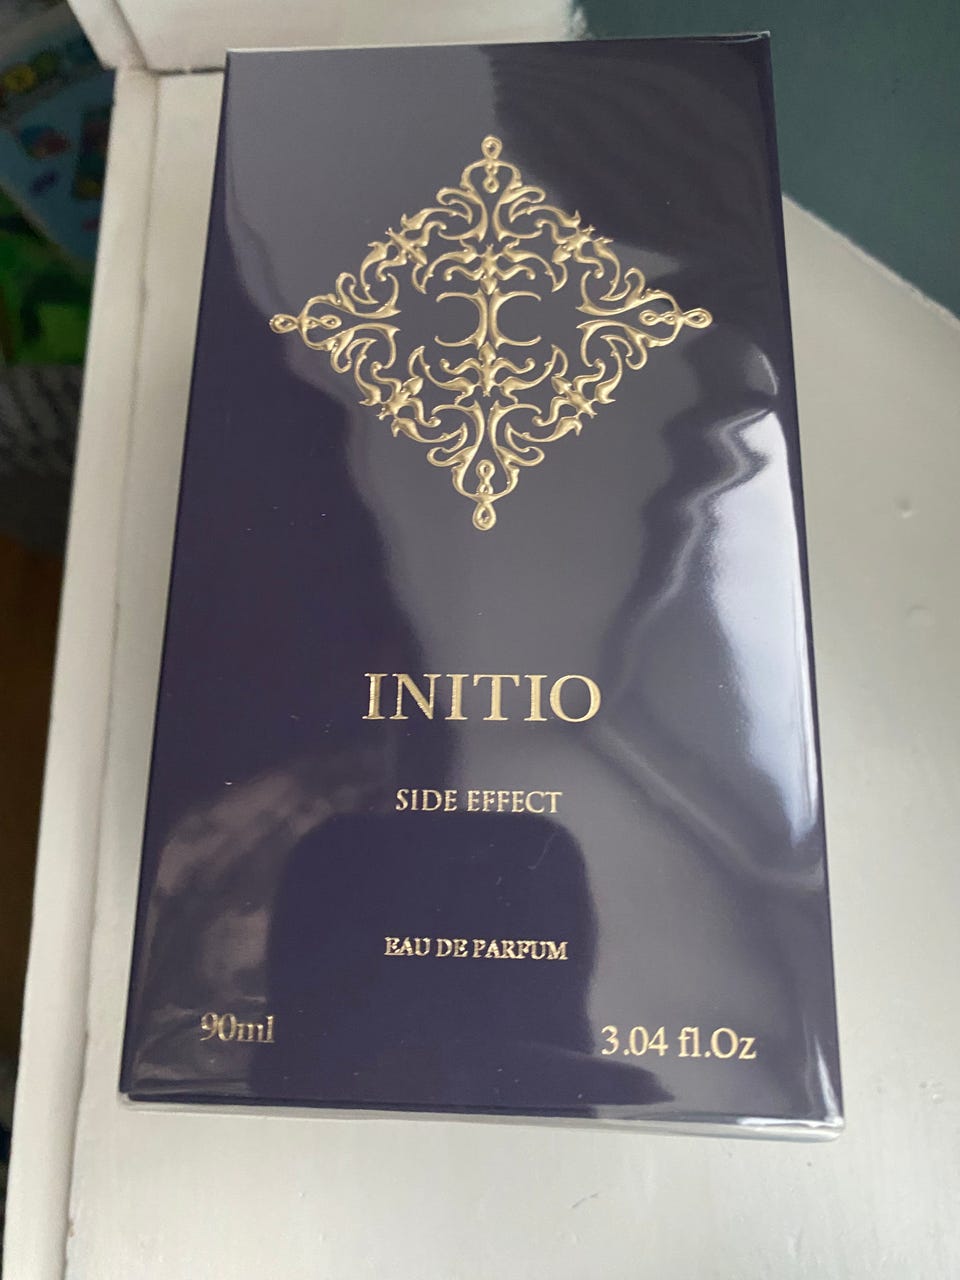 INITIO
SIDE EFFECT
EAU DE PARFUM
90ml
3.04 fl.Oz